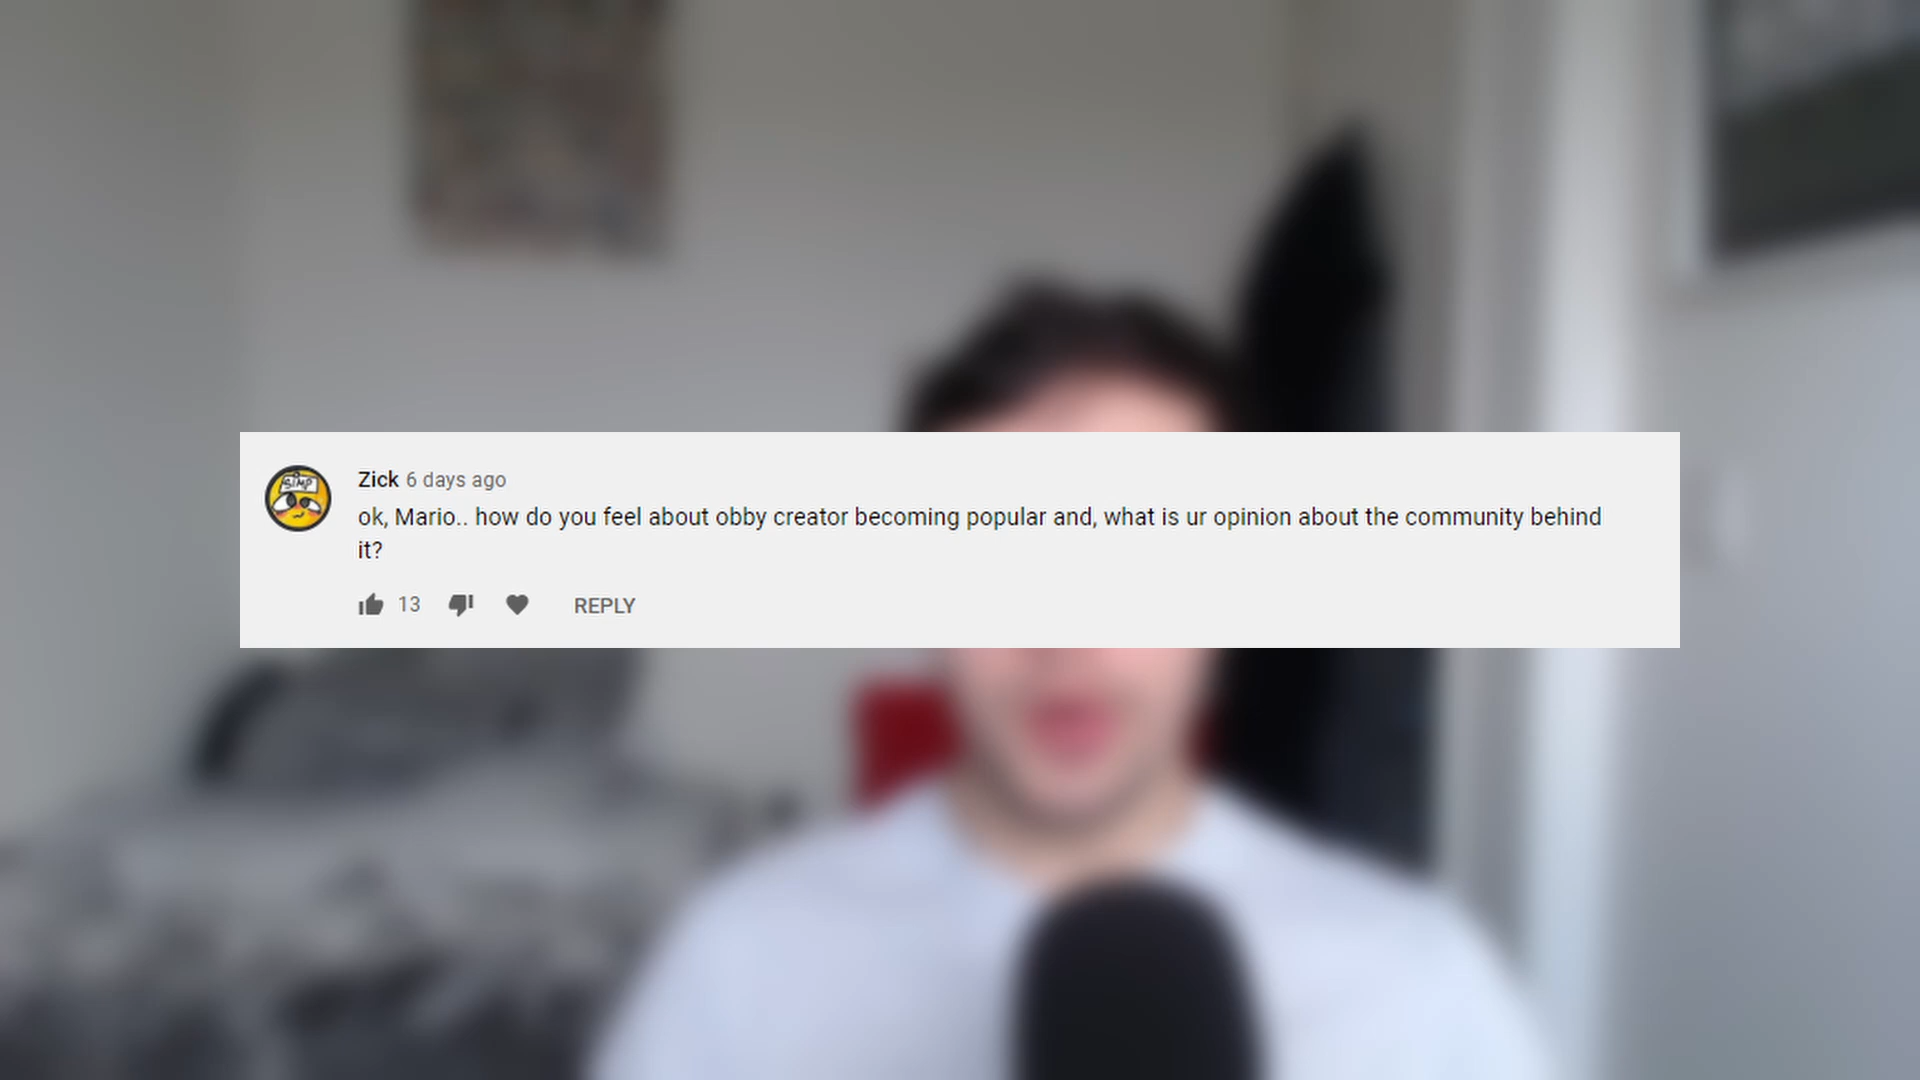 SIMP
Zick 6 days ago
ok, Mario.. how do you feel about obby creator becoming popular and, what is ur opinion about the community behind
it?
13
REPLY